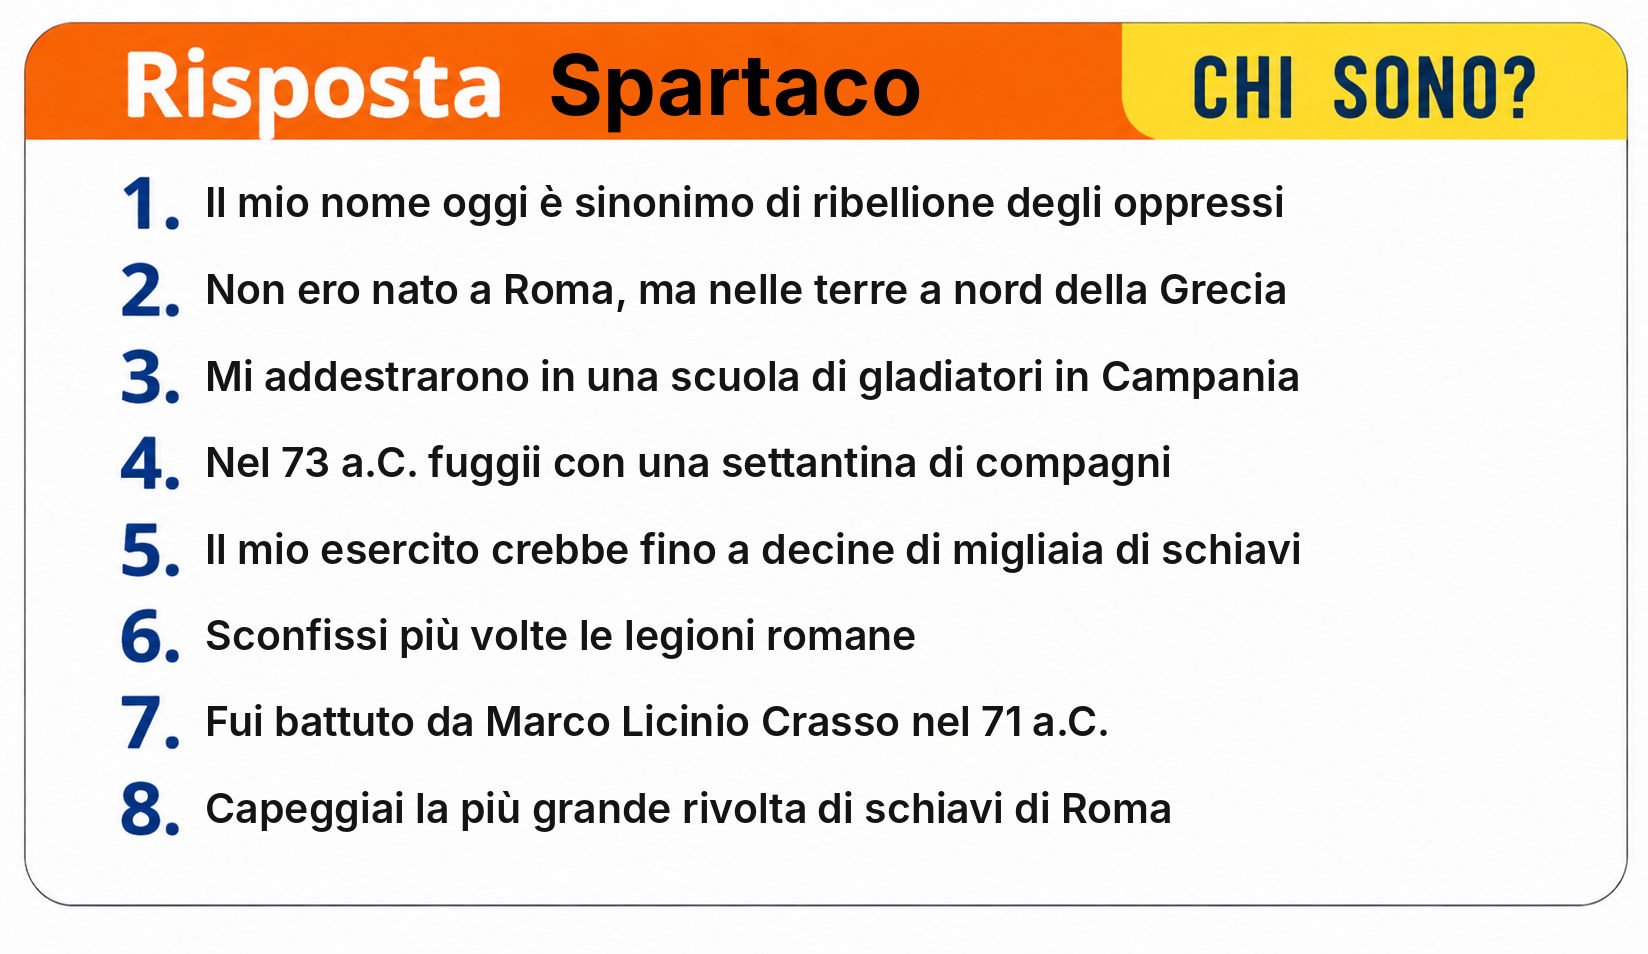 Risposta Spartaco CHI SONO?
1. Il mio nome oggi è sinonimo di ribellione degli oppressi
2. Non ero nato a Roma, ma nelle terre a nord della Grecia
3. Mi addestrarono in una scuola di gladiatori in Campania
4. Nel 73 a.C. fuggii con una settantina di compagni
5. Il mio esercito crebbe fino a decine di migliaia di schiavi
6. Sconfissi più volte le legioni romane
7. Fui battuto da Marco Licinio Crasso nel 71 a.C.
8. Capeggiai la più grande rivolta di schiavi di Roma